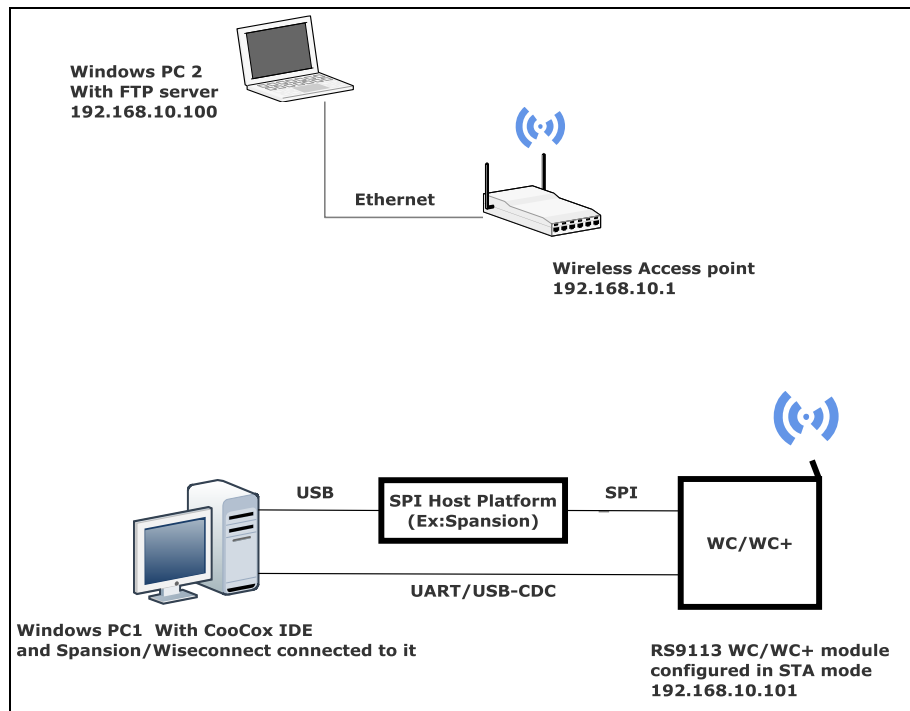 Windows PC 2
With FTP server
192.168.10.100
Ethernet
Wireless Access point
192.168.10.1
USB
SPI Host Platform
(Ex:Spansion)
SPI
WC/WC+
UART/USB-CDC
Windows PC1 With CooCox IDE
and Spansion/Wiseconnect connected to it
RS9113 WC/WC+ module
configured in STA mode
192.168.10.101